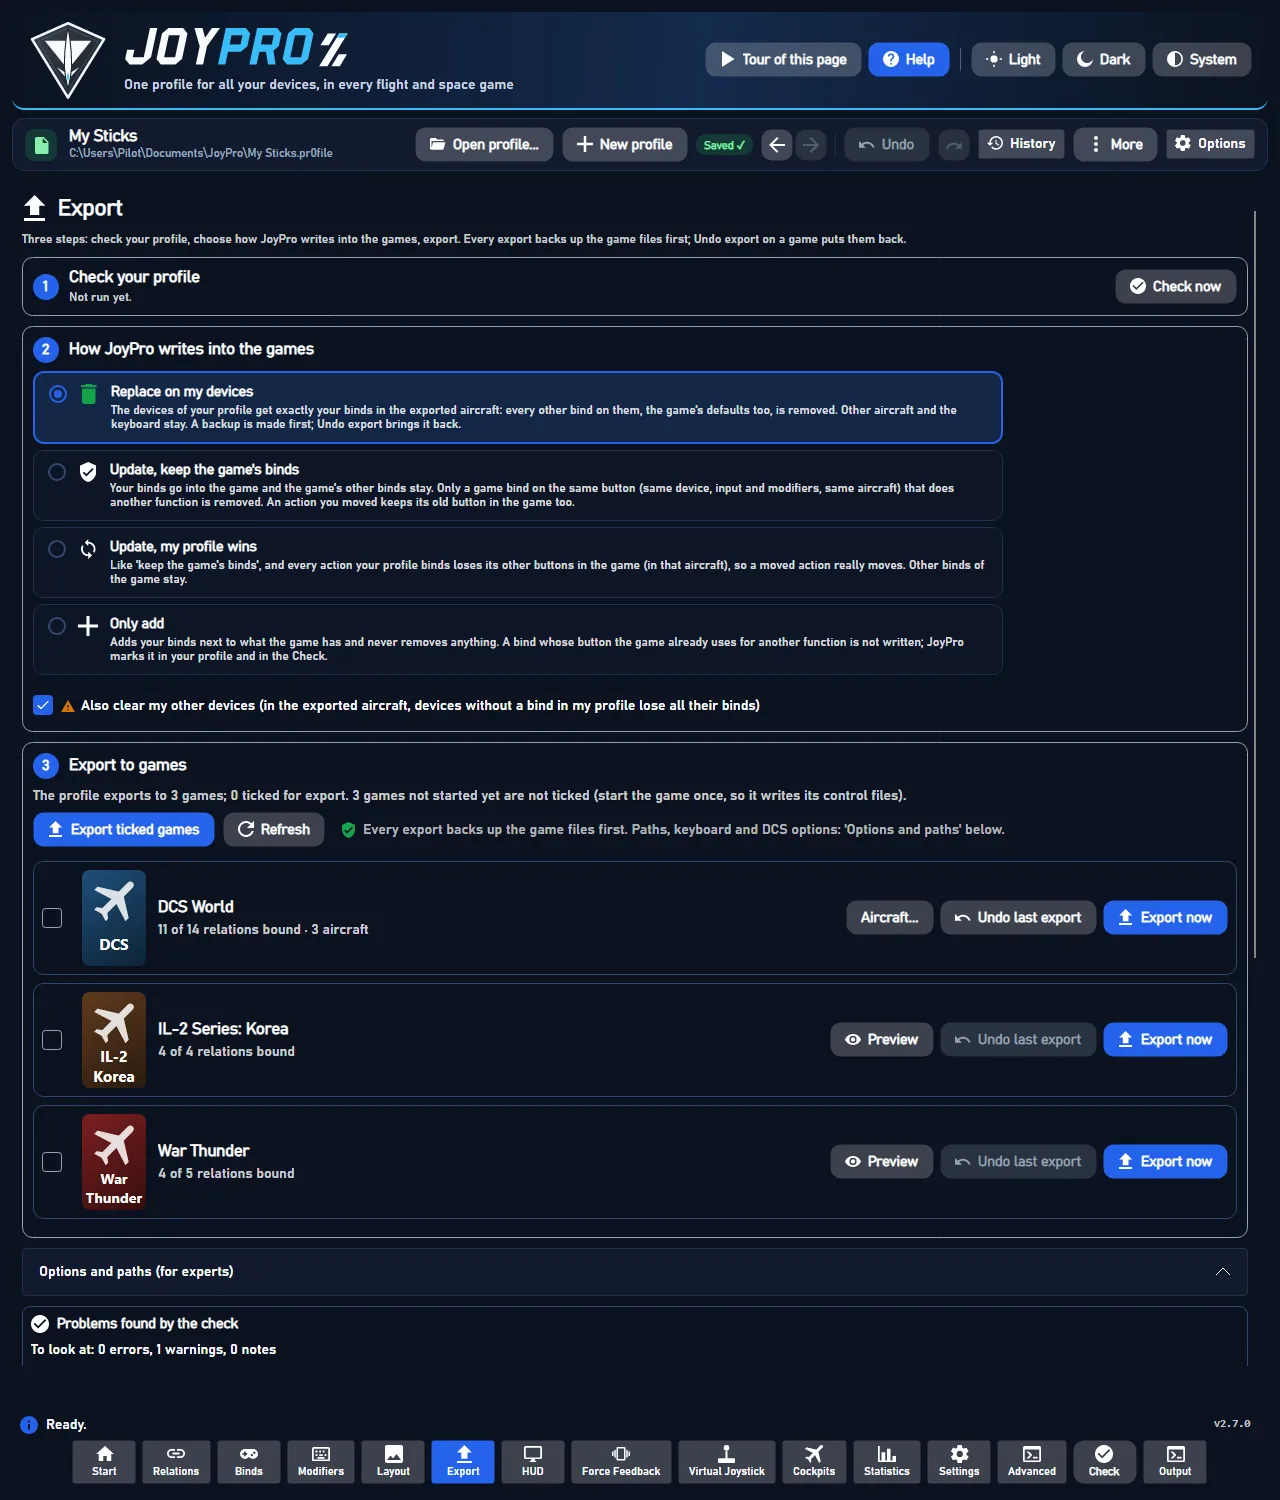 JOYPRO
One profile for all your devices, in every flight and space game
Tour of this page
Help
Light
Dark
System
My Sticks
C:\Users\Pilot\Documents\JoyPro\My Sticks.pr0file
Open profile...
New profile
Saved ✓
Undo
History
More
Options
Export
Three steps: check your profile, choose how JoyPro writes into the games, export. Every export backs up the game files first; Undo export on a game puts them back.
1
Check your profile
Not run yet.
Check now
2
How JoyPro writes into the games
Replace on my devices
The devices of your profile get exactly your binds in the exported aircraft: every other bind on them, the game's defaults too, is removed. Other aircraft and the
keyboard stay. A backup is made first; Undo export brings it back.
Update, keep the game's binds
Your binds go into the game and the game's other binds stay. Only a game bind on the same button (same device, input and modifiers, same aircraft) that does
another function is removed. An action you moved keeps its old button in the game too.
Update, my profile wins
Like 'keep the game's binds', and every action your profile binds loses its other buttons in the game (in that aircraft), so a moved action really moves. Other binds of
the game stay.
Only add
Adds your binds next to what the game has and never removes anything. A bind whose button the game already uses for another function is not written; JoyPro
marks it in your profile and in the Check.
Also clear my other devices (in the exported aircraft, devices without a bind in my profile lose all their binds)
3
Export to games
The profile exports to 3 games; 0 ticked for export. 3 games not started yet are not ticked (start the game once, so it writes its control files).
Export ticked games
Refresh
Every export backs up the game files first. Paths, keyboard and DCS options: 'Options and paths' below.
DCS
DCS World
11 of 14 relations bound · 3 aircraft
Aircraft...
Undo last export
Export now
IL-2
Korea
IL-2 Series: Korea
4 of 4 relations bound
Preview
Undo last export
Export now
War
Thunder
War Thunder
4 of 5 relations bound
Preview
Undo last export
Export now
Options and paths (for experts)
Problems found by the check
To look at: 0 errors, 1 warnings, 0 notes
Ready.
v2.7.0
Start
Relations
Binds
Modifiers
Layout
Export
HUD
Force Feedback
Virtual Joystick
Cockpits
Statistics
Settings
Advanced
Check
Output